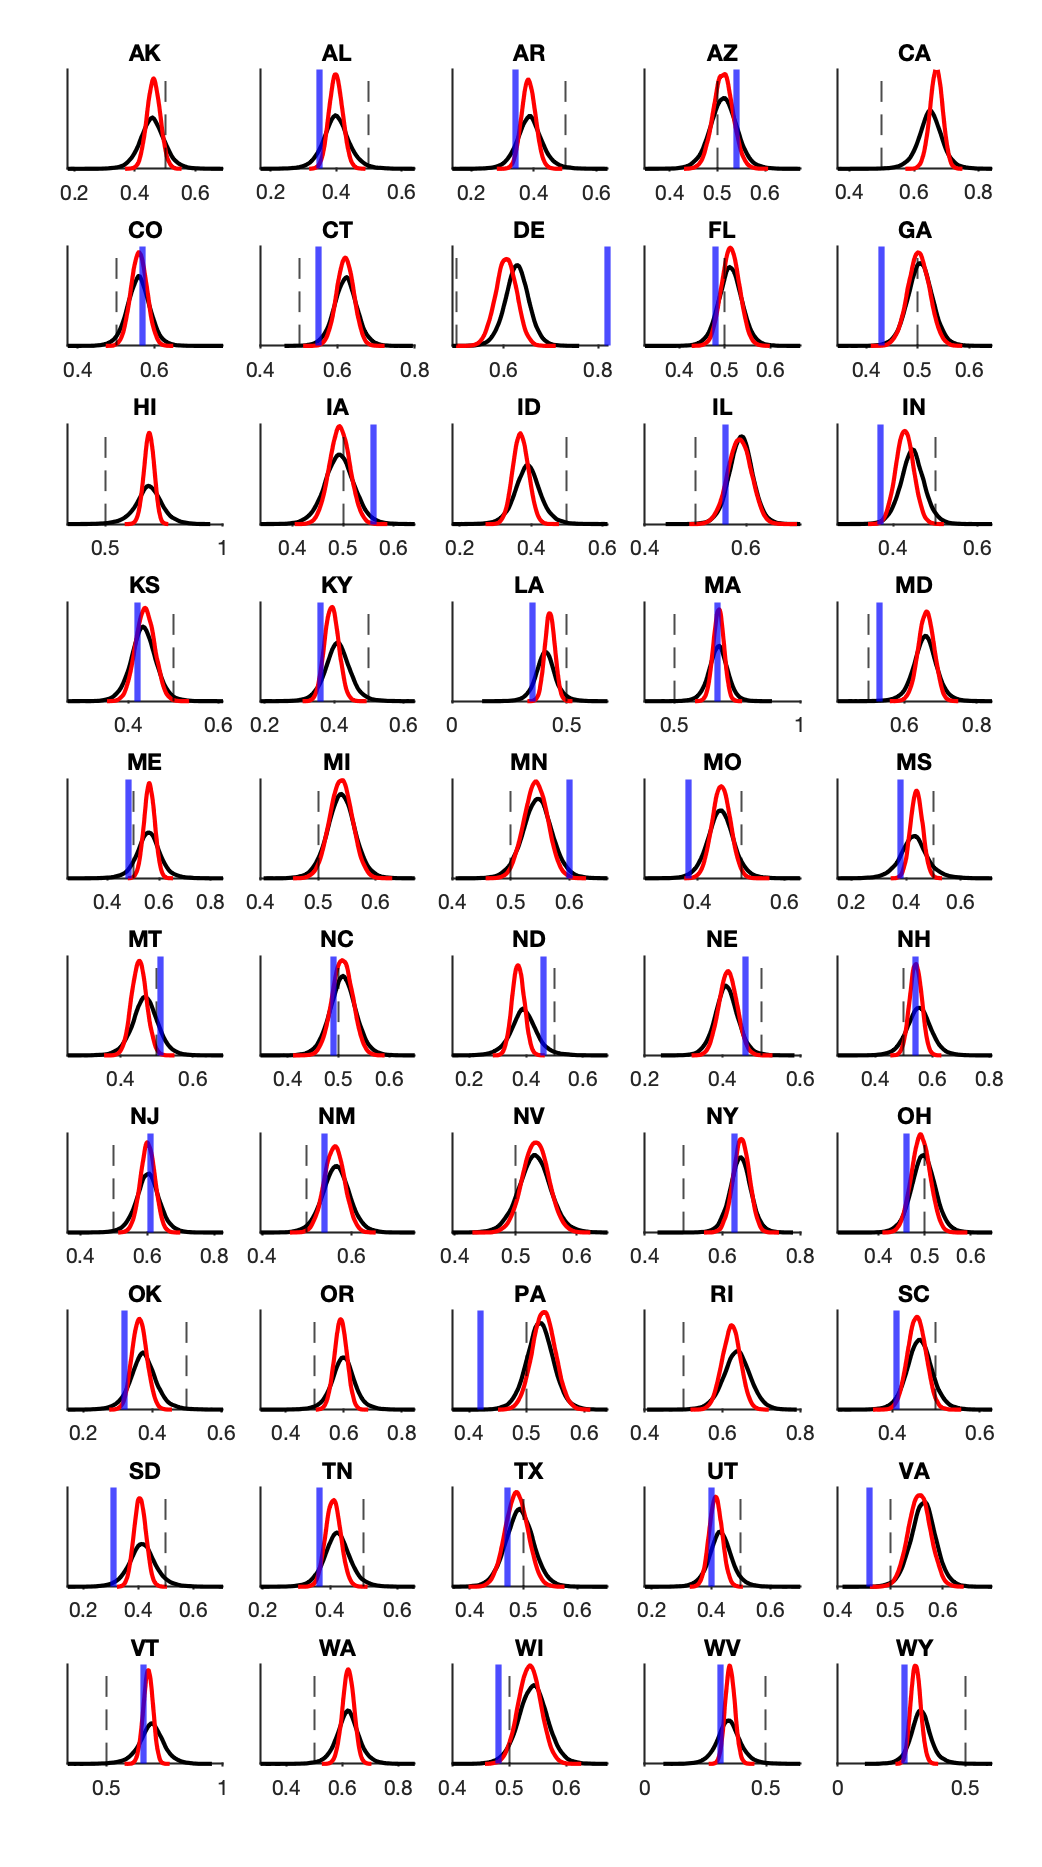 AK AL AR AZ CA
0.2 0.4 0.6 0.2 0.4 0.6 0.2 0.4 0.6 0.4 0.5 0.6 0.4 0.6 0.8
CO CT DE FL GA
0.4 0.6 0.4 0.6 0.8 0.6 0.8 0.4 0.5 0.6 0.4 0.5 0.6
HI IA ID IL IN
0.5 1 0.4 0.5 0.6 0.2 0.4 0.6 0.4 0.6 0.4 0.6
KS KY LA MA MD
0.4 0.6 0.2 0.4 0.6 0 0.5 0.5 1 0.6 0.8
ME MI MN MO MS
0.4 0.6 0.8 0.4 0.5 0.6 0.4 0.5 0.6 0.4 0.6 0.2 0.4 0.6
MT NC ND NE NH
0.4 0.6 0.4 0.5 0.6 0.2 0.4 0.6 0.2 0.4 0.6 0.4 0.6 0.8
NJ NM NV NY OH
0.4 0.6 0.8 0.4 0.6 0.4 0.5 0.6 0.4 0.6 0.8 0.4 0.5 0.6
OK OR PA RI SC
0.2 0.4 0.6 0.4 0.6 0.8 0.4 0.5 0.6 0.4 0.6 0.8 0.4 0.6
SD TN TX UT VA
0.2 0.4 0.6 0.2 0.4 0.6 0.4 0.5 0.6 0.2 0.4 0.6 0.4 0.5 0.6
VT WA WI WV WY
0.5 1 0.4 0.6 0.8 0.4 0.5 0.6 0 0.5 0 0.5